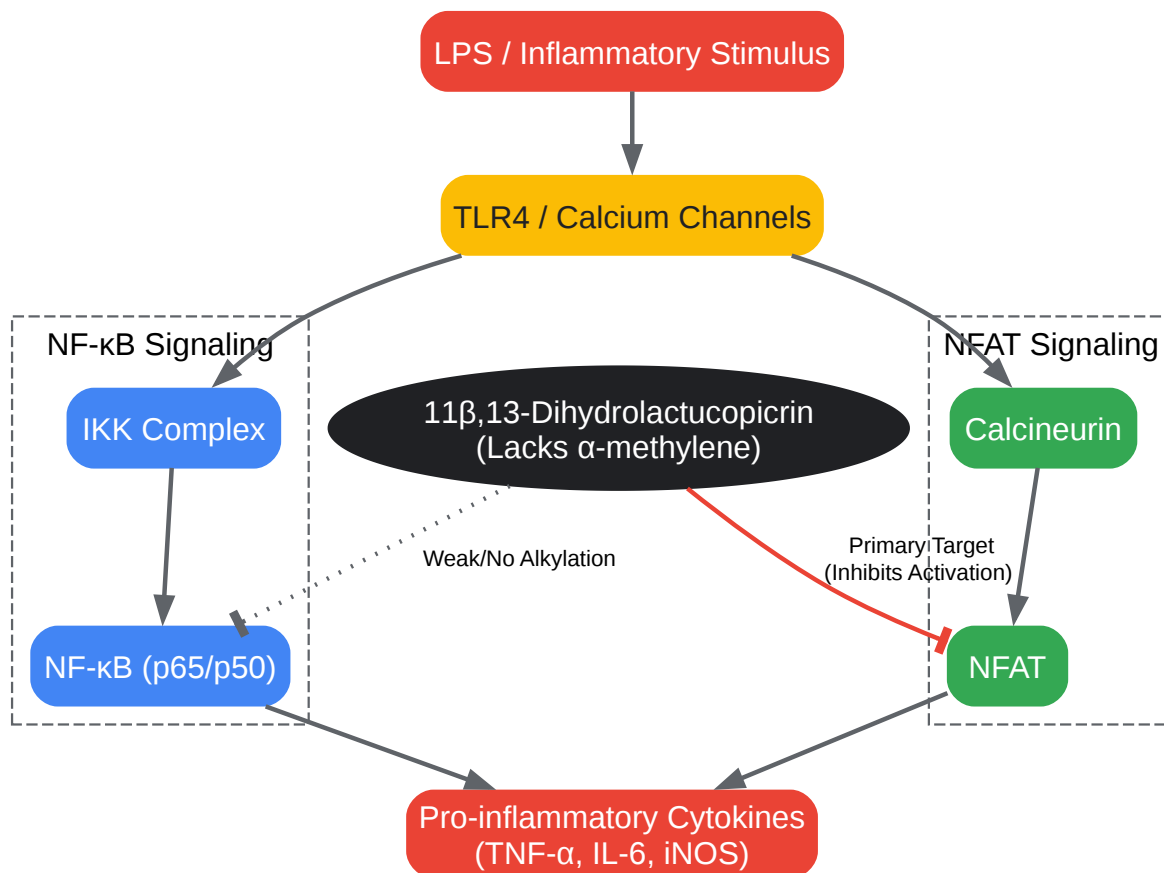 LPS / Inflammatory Stimulus
TLR4 / Calcium Channels
NF-κB Signaling
NFAT Signaling
IKK Complex
11β,13-Dihydrolactucopicrin
(Lacks α-methylene)
Calcineurin
Weak/No Alkylation
Primary Target
(Inhibits Activation)
NF-κB (p65/p50)
NFAT
Pro-inflammatory Cytokines
(TNF-α, IL-6, iNOS)